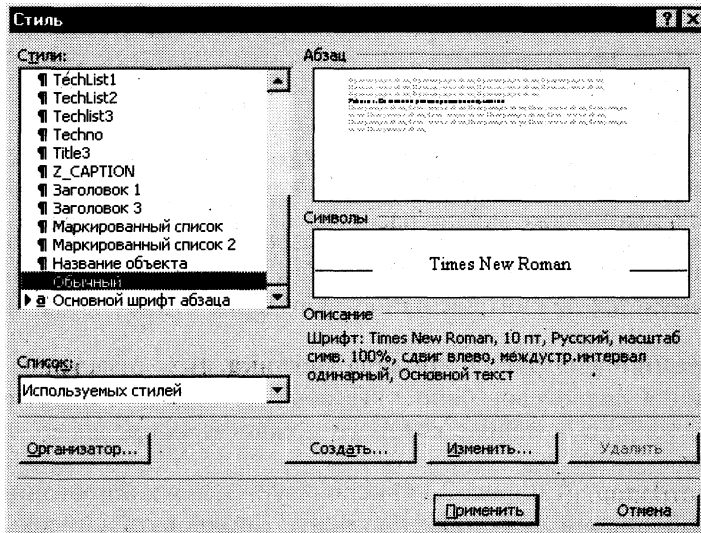 Стиль
Стили:
TechList1
TechList2
Techlist3
Techno
Title3
Z_CAPTION
Заголовок 1
Заголовок 3
Маркированный список
Маркированный список 2
Название объекта
Обычный
a Основной шрифт абзаца
Список:
Используемых стилей
Абзац
Символы
Times New Roman
Описание
Шрифт: Times New Roman, 10 пт, Русский, масштаб
симв. 100%, сдвиг влево, междустр.интервал
одинарный, Основной текст
Организатор...
Создать...
Изменить...
Удалить
Применить
Отмена